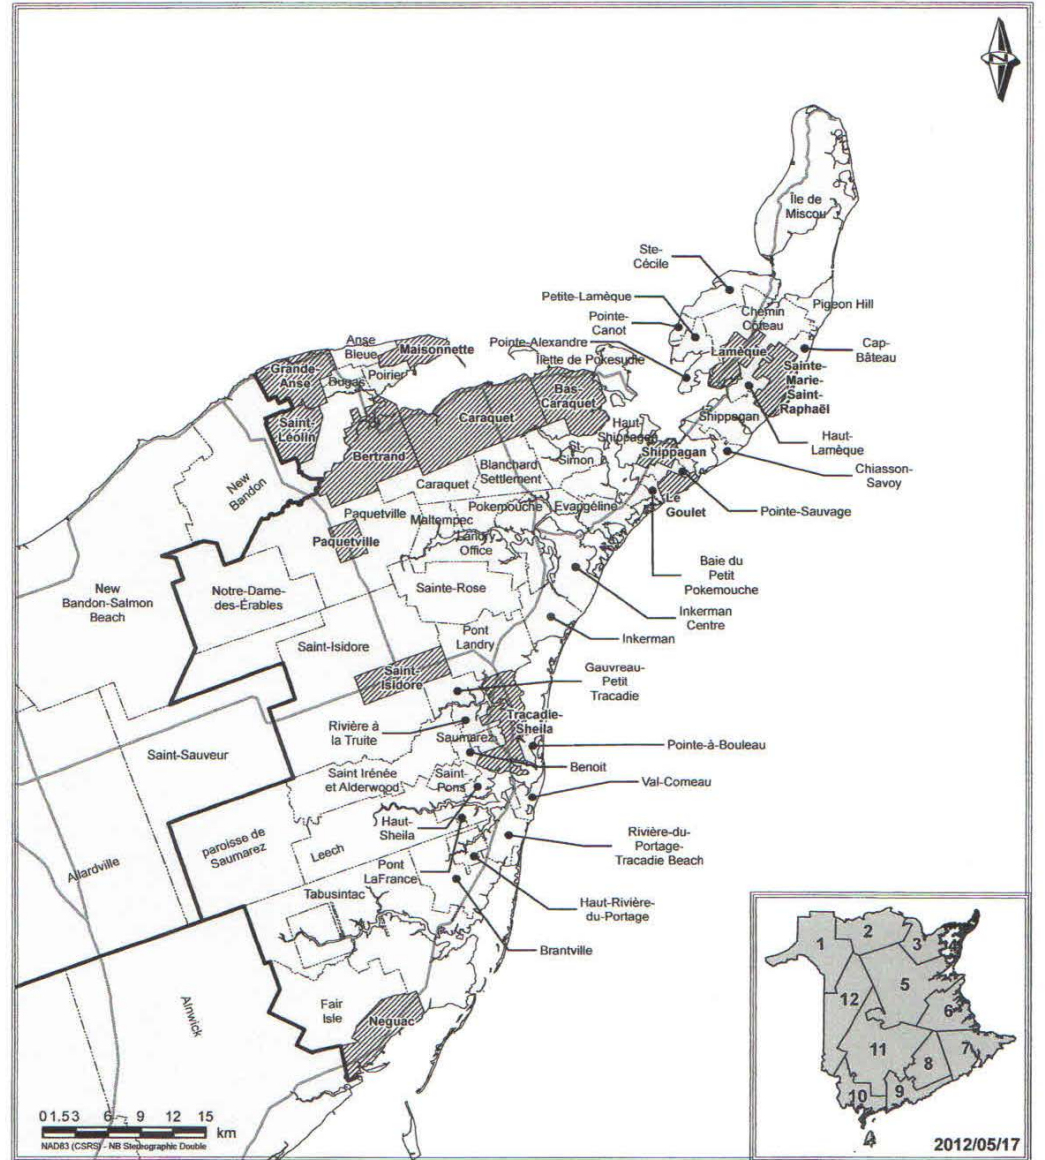 N
Île de
Miscou
Ste-
Cécile
Petite-Lamèque
Pigeon Hill
Chemin
Côteau
Pointe-
Canot
Anse
Bleue
Maisonnette
Pointe-Alexandre
Lamèque
Cap-
Bâteau
Îlette de Pokesudie
Grande-
Anse
Dugas
Poirier
Sainte-
Marie-
Saint-
Raphaël
Bas-
Caraquet
Caraquet
Saint-
Léolin
Shippagan
Haut-
Shippagan
Haut-
Lamèque
Bertrand
Shippagan
St-
Simon
Blanchard
Settlement
Chiasson-
Savoy
New
Bandon
Caraquet
Le
Goulet
Paquetville
Pokemouche
Evangéline
Pointe-Sauvage
Maltempec
Paquetville
Landry
Office
Baie du
Petit
Pokemouche
New
Bandon-Salmon
Beach
Notre-Dame-
des-Érables
Sainte-Rose
Inkerman
Centre
Pont
Landry
Inkerman
Saint-Isidore
Saint-
Isidore
Gauvreau-
Petit
Tracadie
Rivière à
la Truite
Tracadie-
Sheila
Saumarez
Pointe-à-Bouleau
Saint-Sauveur
Benoit
Saint Irénée
et Alderwood
Saint-
Pons
Val-Comeau
Haut-
Sheila
paroisse de
Saumarez
Rivière-du-
Portage-
Tracadie Beach
Leech
Allardville
Pont
LaFrance
Tabusintac
Haut-Rivière-
du-Portage
Brantville
Alnwick
Fair
Isle
Neguac
1
2
3
4
5
12
6
11
8
7
10
9
0 1.5 3 6 9 12 15
km
NAD83 (CSRS) - NB Stereographic Double
2012/05/17